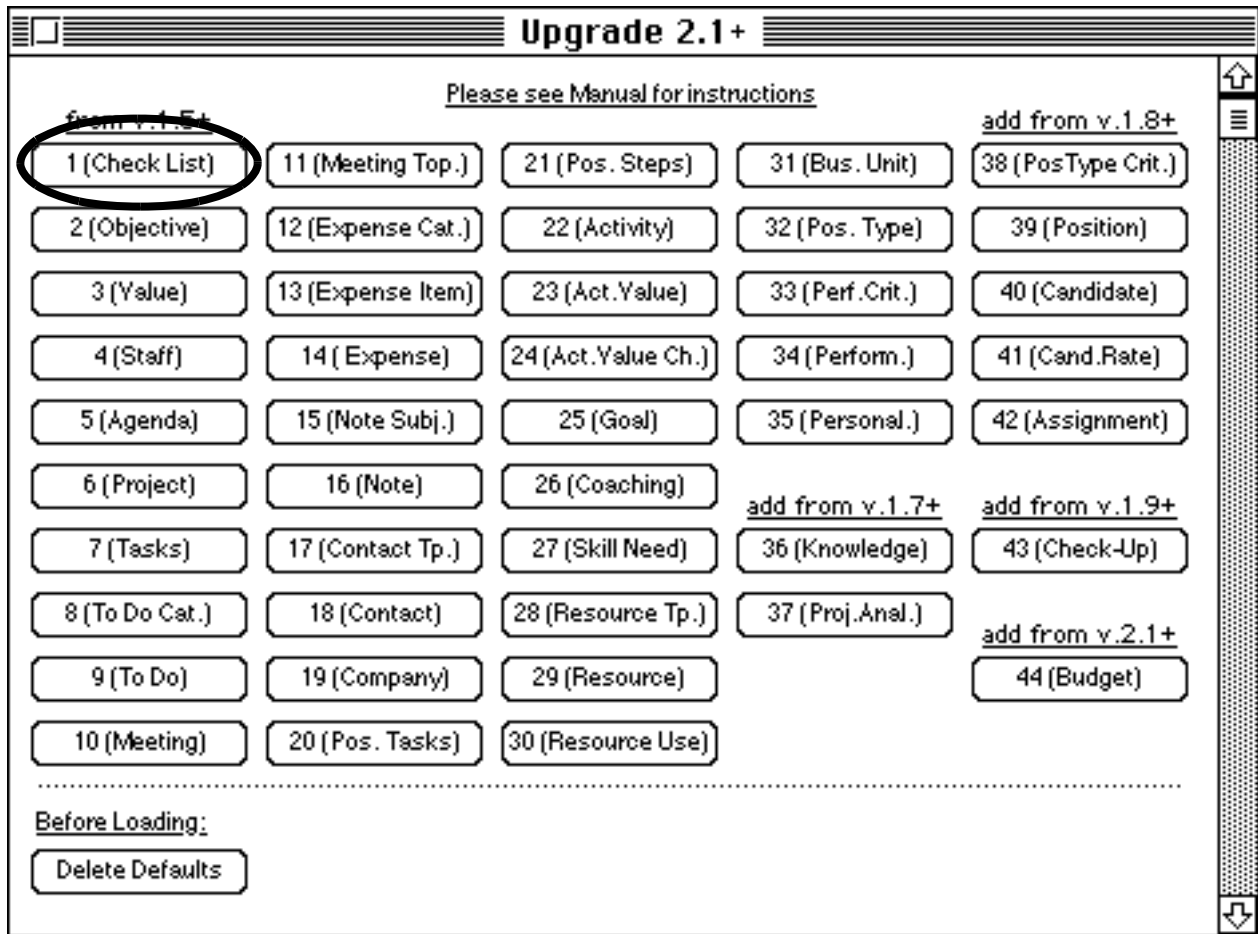 Upgrade 2.1+
Please see Manual for instructions
from v.1.5+
1 (Check List)
2 (Objective)
3 (Value)
4 (Staff)
5 (Agenda)
6 (Project)
7 (Tasks)
8 (To Do Cat.)
9 (To Do)
10 (Meeting)
11 (Meeting Top.)
12 (Expense Cat.)
13 (Expense Item)
14 ( Expense)
15 (Note Subj.)
16 (Note)
17 (Contact Tp.)
18 (Contact)
19 (Company)
20 (Pos. Tasks)
21 (Pos. Steps)
22 (Activity)
23 (Act.Value)
24 (Act.Value Ch.)
25 (Goal)
26 (Coaching)
27 (Skill Need)
28 (Resource Tp.)
29 (Resource)
30 (Resource Use)
31 (Bus. Unit)
32 (Pos. Type)
33 (Perf.Crit.)
34 (Perform.)
35 (Personal.)
add from v.1.7+
36 (Knowledge)
37 (Proj.Anal.)
add from v.1.8+
38 (PosType Crit.)
39 (Position)
40 (Candidate)
41 (Cand.Rate)
42 (Assignment)
add from v.1.9+
43 (Check-Up)
add from v.2.1+
44 (Budget)
Before Loading:
Delete Defaults